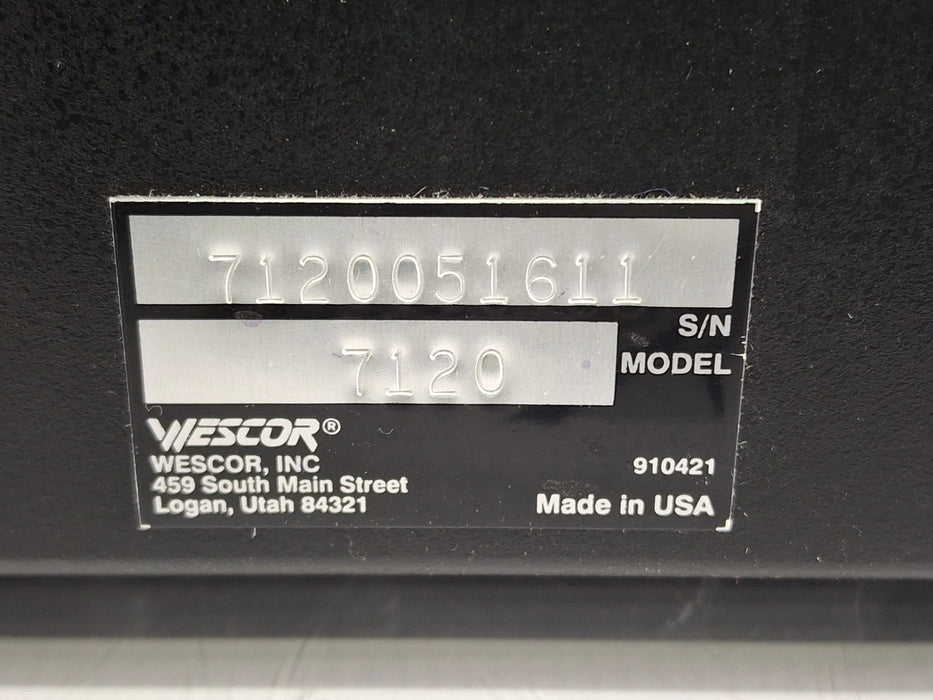 7120051611
S/N
7120
MODEL
WESCOR®
WESCOR, INC
459 South Main Street
Logan, Utah 84321
910421
Made in USA